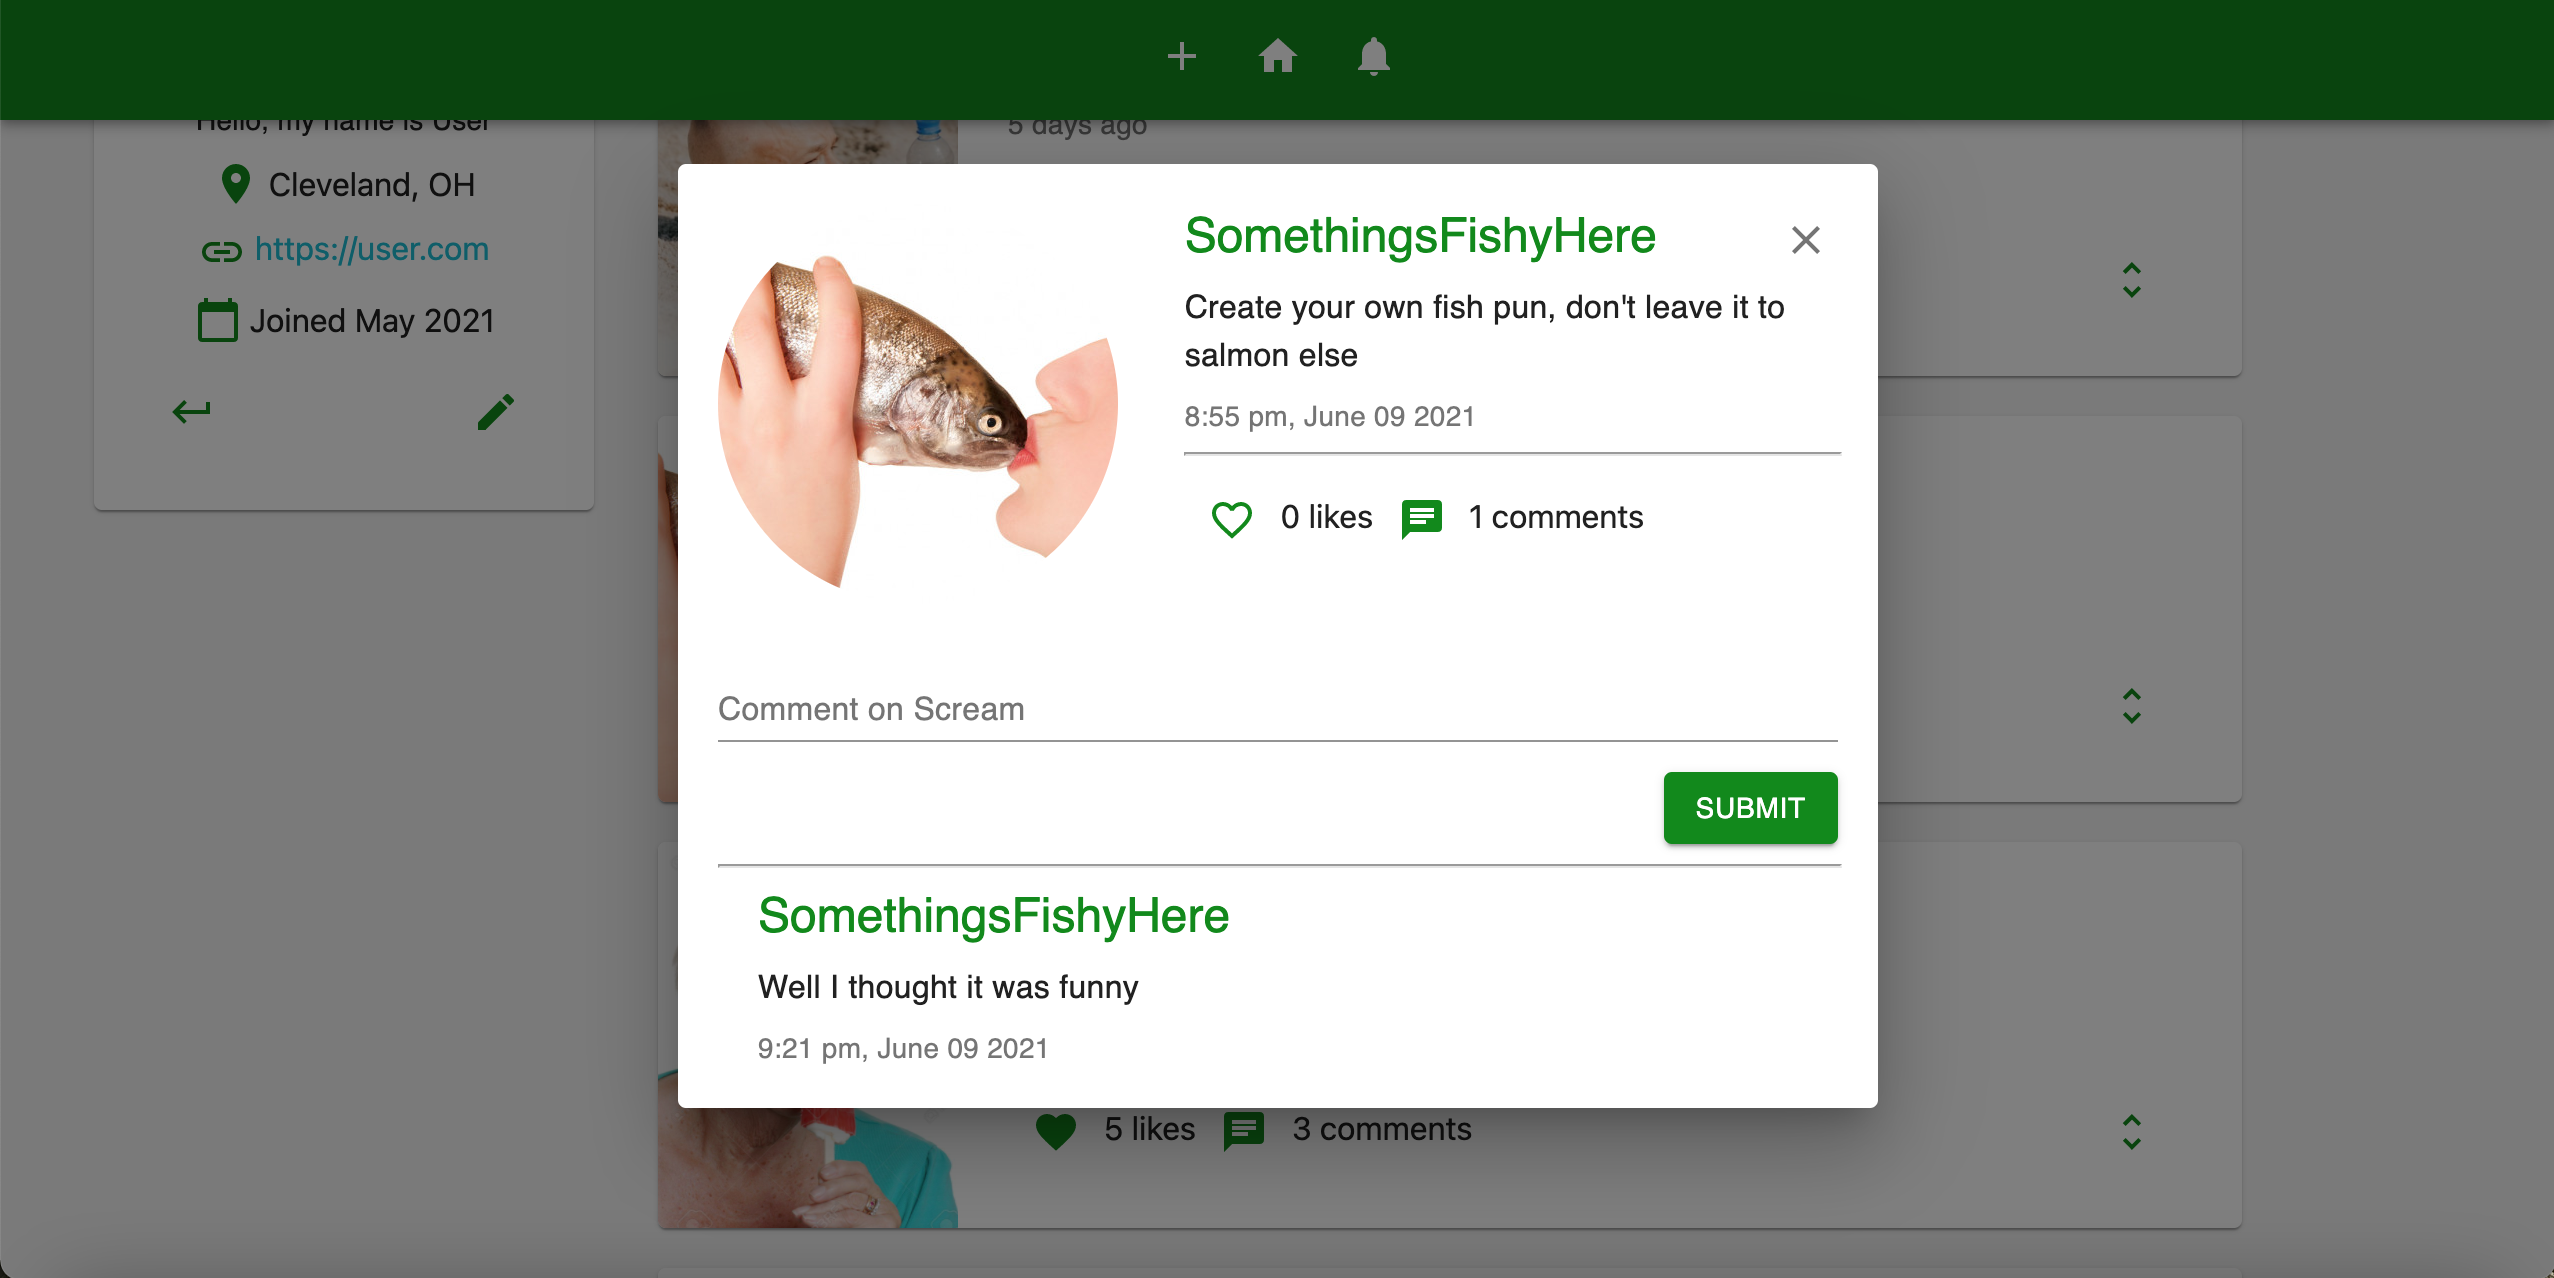 Hello, my name is User
Cleveland, OH
https://user.com
Joined May 2021
5 days ago
SomethingsFishyHere
Create your own fish pun, don't leave it to
salmon else
8:55 pm, June 09 2021
0 likes 1 comments
Comment on Scream
SUBMIT
SomethingsFishyHere
Well I thought it was funny
9:21 pm, June 09 2021
5 likes 3 comments